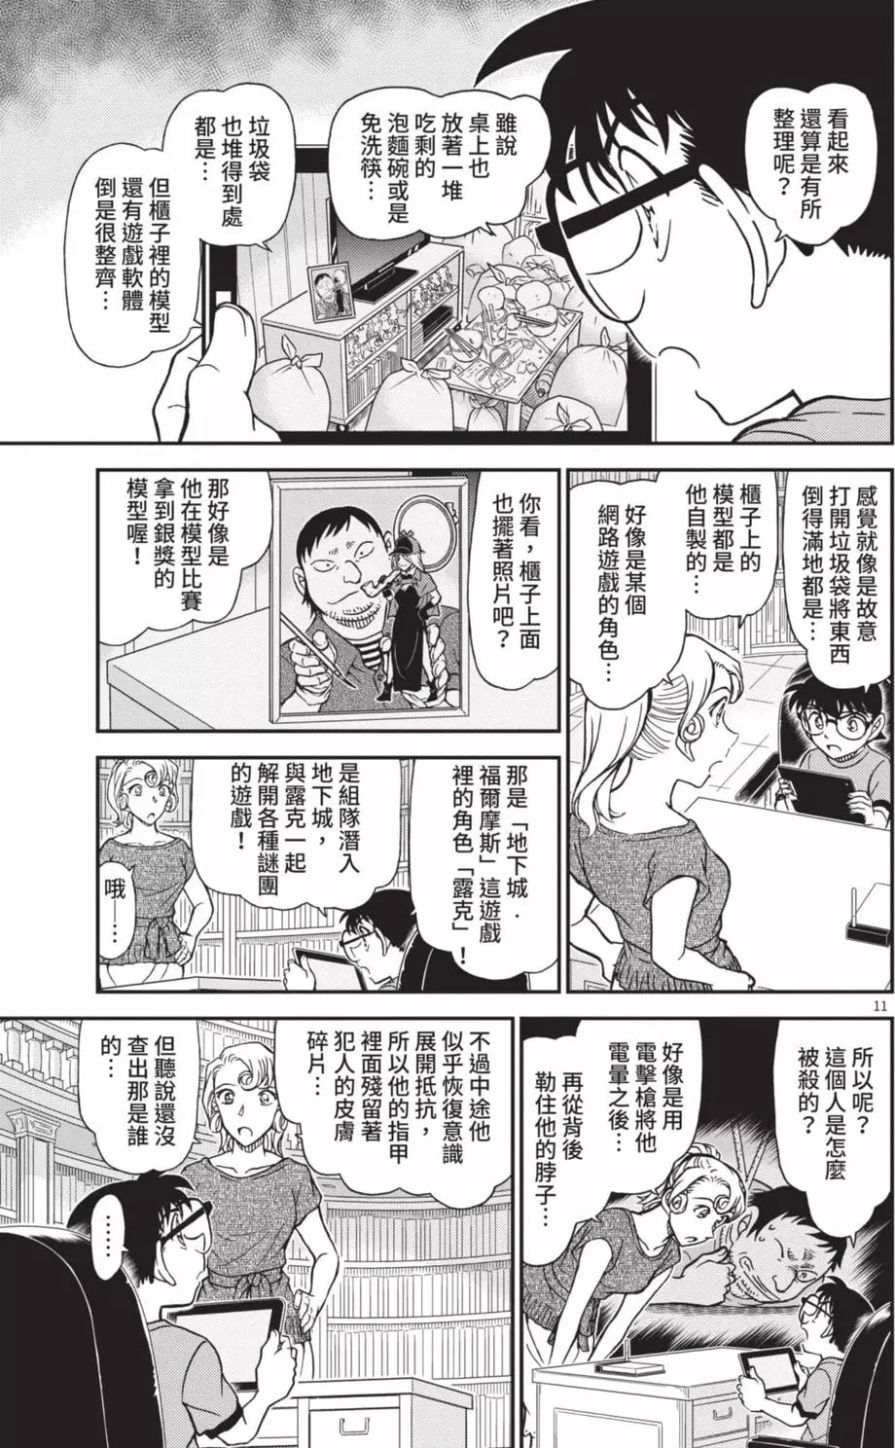 看起來
還算是有所
整理呢？
雖說
桌上也
放著一堆
吃剩的
泡麵碗或是
免洗筷…
垃圾袋
也堆得到處
都是…
但櫃子裡的模型
還有遊戲軟體
倒是很整齊…
感覺就像是故意
打開垃圾袋將東西
倒得滿地都是…
櫃子上的
模型都是
他自製的…
好像是某個
網路遊戲的角色…
你看，櫃子上面
也擺著照片吧？
那好像是
他在模型比賽
拿到銀獎的
模型喔！
那是「地下城．
福爾摩斯」這遊戲
裡的角色「露克」！
是組隊潛入
地下城，
與露克一起
解開各種謎團
的遊戲！
哦
——…
11
所以呢？
這個人是怎麼
被殺的？
好像是用
電擊槍將他
電暈之後…
再從背後
勒住他的脖子…
不過中途他
似乎恢復意識
展開抵抗，
所以他的指甲
裡面殘留著
犯人的皮膚
碎片…
但聽說還沒
查出那是誰
的…
……